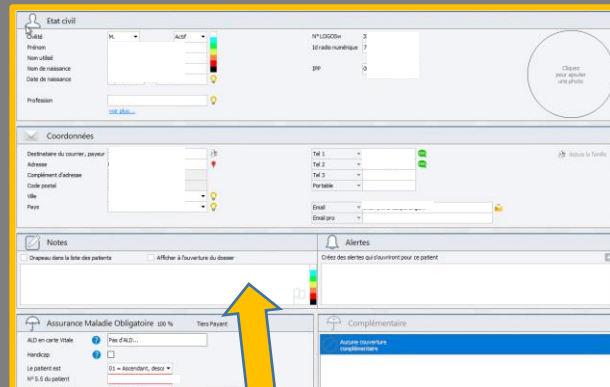 Etat civil
Civilité M. Actif
Prénom
Nom utilisé
Nom de naissance
Date de naissance
Profession
voir plus...
N° LOGOSw 3
Id radio numérique 7
IPP 0
Cliquez
pour ajouter
une photo
Coordonnées
Destinataire du courrier, payeur
Adresse
Complément d'adresse
Code postal
Ville
Pays
Tel 1
Tel 2
Tel 3
Portable
Email
Email pro
depuis la famille
Notes
Drapeau dans la liste des patients Afficher à l'ouverture du dossier
Alertes
Créez des alertes qui s'ouvriront pour ce patient
Assurance Maladie Obligatoire 100 % Tiers Payant
ALD en carte Vitale Pas d'ALD...
Handicap
Le patient est 01 = Ascendant, desc
N° S.S du patient
Complémentaire
Aucune couverture
complémentaire